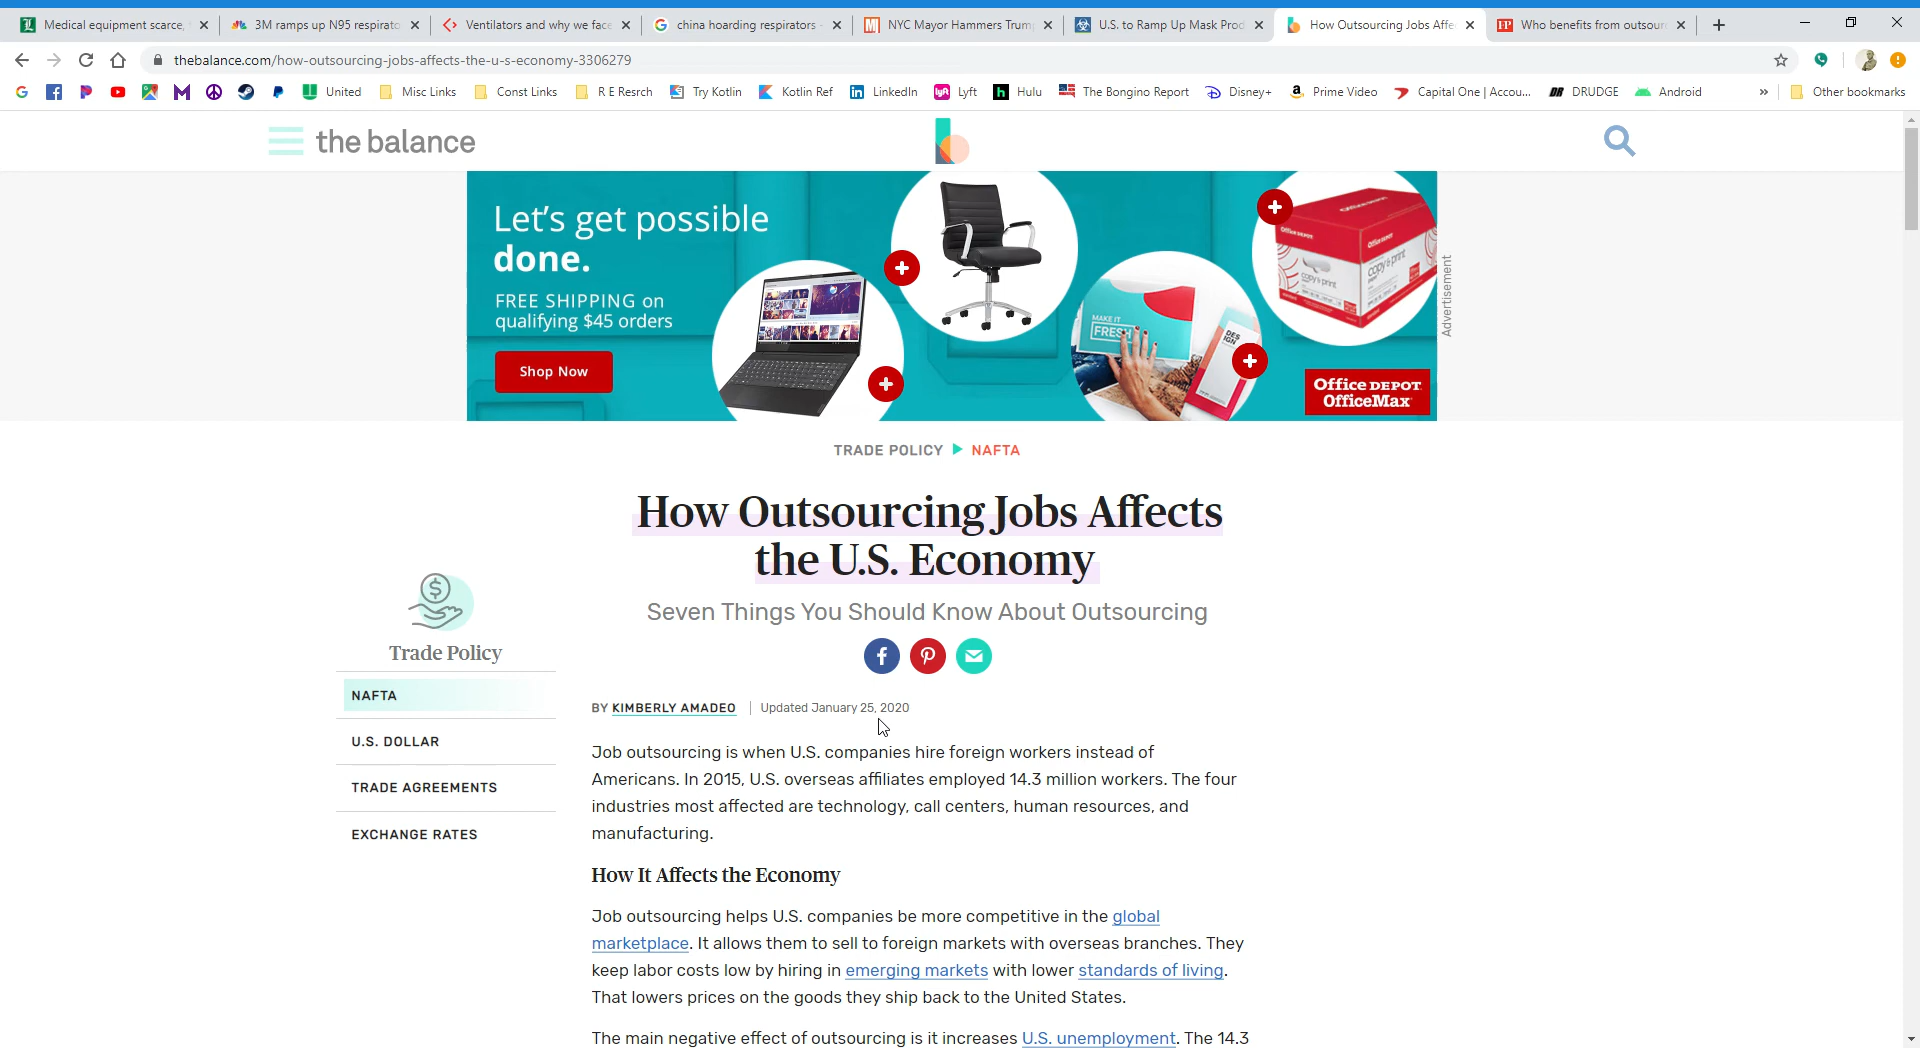 Medical equipment scarce,
3M ramps up N95 respirato
Ventilators and why we face
china hoarding respirators -
NYC Mayor Hammers Trum
U.S. to Ramp Up Mask Prod
How Outsourcing Jobs Affe
Who benefits from outsour
thebalance.com/how-outsourcing-jobs-affects-the-u-s-economy-3306279
United
Misc Links
Const Links
R E Resrch
Try Kotlin
Kotlin Ref
LinkedIn
Lyft
Hulu
The Bongino Report
Disney+
Prime Video
Capital One | Accou...
DRUDGE
Android
»
Other bookmarks
the balance
Let's get possible
done.
FREE SHIPPING on
qualifying $45 orders
Shop Now
MAKE IT
FRESH
DES
IGN
Office DEPOT
Office DEPOT
copy & print
copy & print
Office DEPOT
OfficeMax
Advertisement
TRADE POLICY NAFTA
How Outsourcing Jobs Affects
the U.S. Economy
Seven Things You Should Know About Outsourcing
Trade Policy
NAFTA
U.S. DOLLAR
TRADE AGREEMENTS
EXCHANGE RATES
BY KIMBERLY AMADEO | Updated January 25, 2020
Job outsourcing is when U.S. companies hire foreign workers instead of
Americans. In 2015, U.S. overseas affiliates employed 14.3 million workers. The four
industries most affected are technology, call centers, human resources, and
manufacturing.
How It Affects the Economy
Job outsourcing helps U.S. companies be more competitive in the global
marketplace. It allows them to sell to foreign markets with overseas branches. They
keep labor costs low by hiring in emerging markets with lower standards of living.
That lowers prices on the goods they ship back to the United States.
The main negative effect of outsourcing is it increases U.S. unemployment. The 14.3